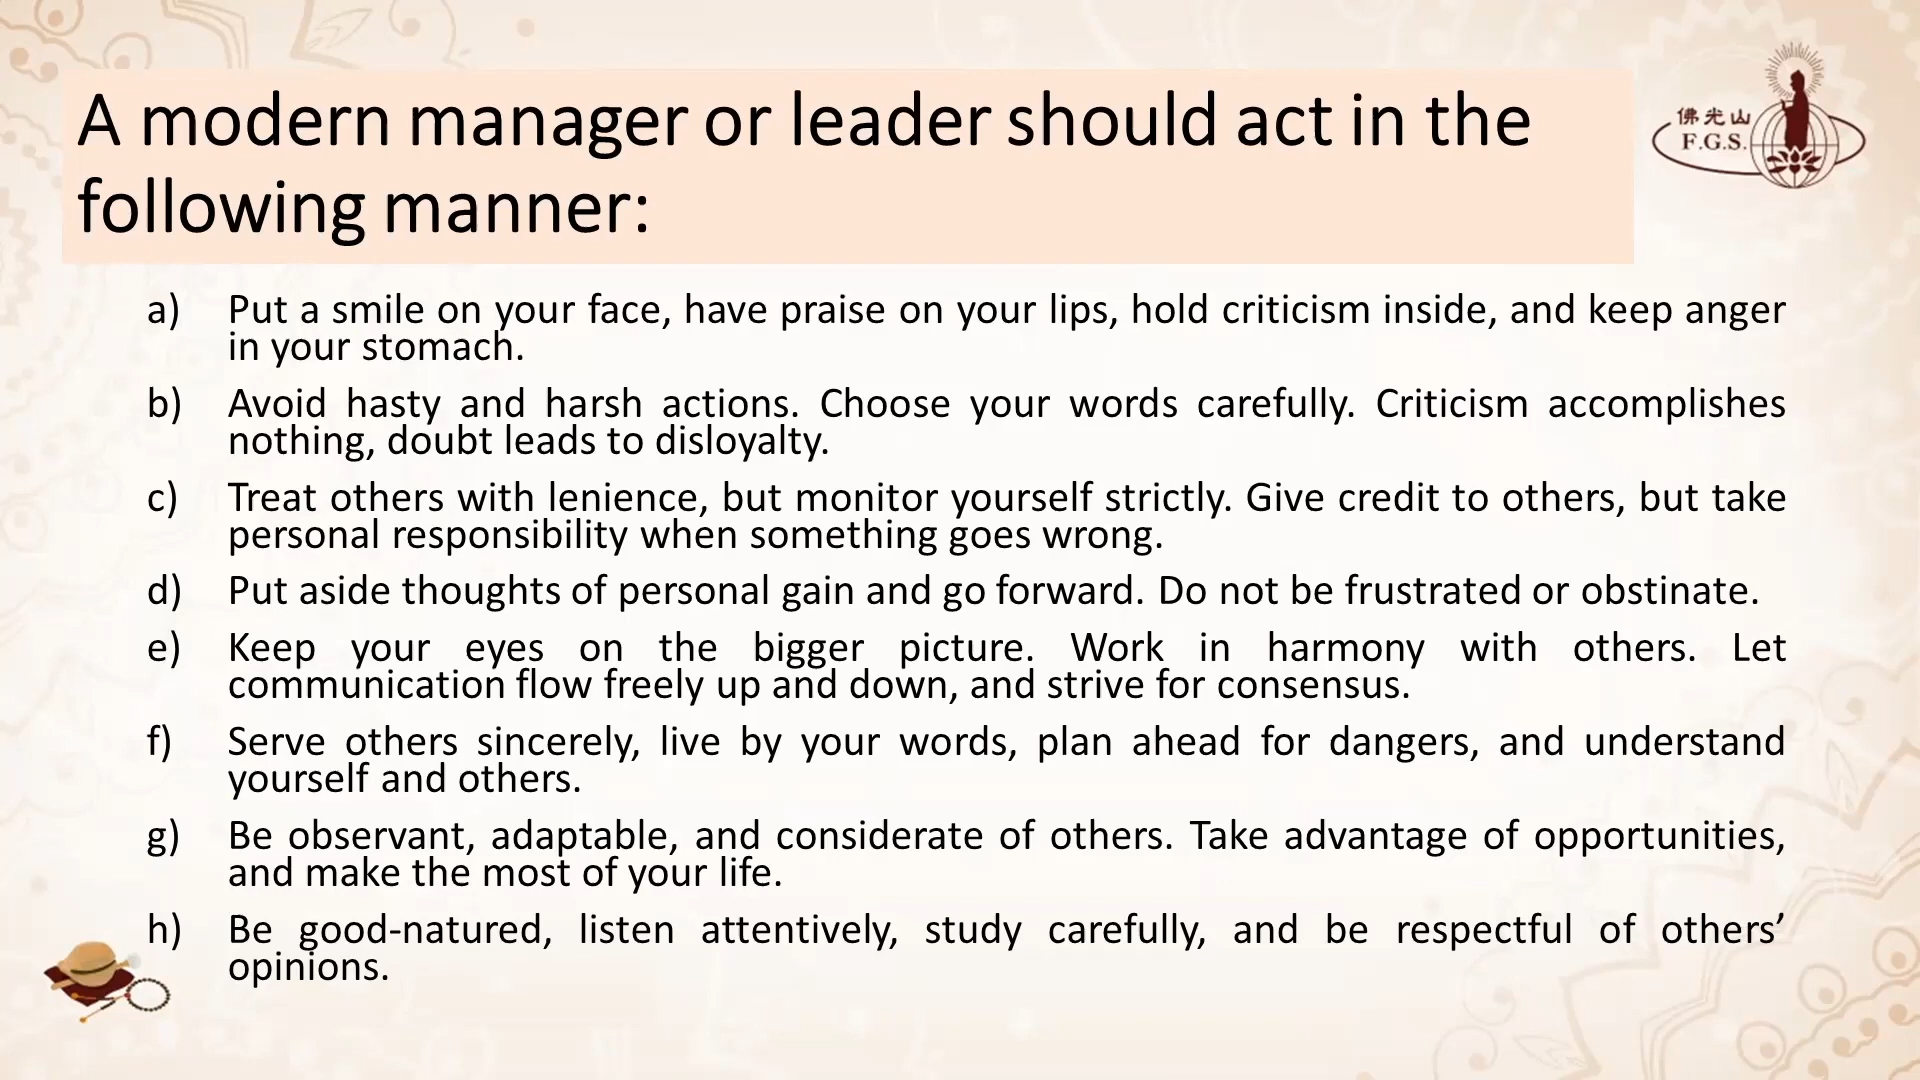 A modern manager or leader should act in the
following manner:
佛光山
F.G.S.
a) Put a smile on your face, have praise on your lips, hold criticism inside, and keep anger
in your stomach.
b) Avoid hasty and harsh actions. Choose your words carefully. Criticism accomplishes
nothing, doubt leads to disloyalty.
c) Treat others with lenience, but monitor yourself strictly. Give credit to others, but take
personal responsibility when something goes wrong.
d) Put aside thoughts of personal gain and go forward. Do not be frustrated or obstinate.
e) Keep your eyes on the bigger picture. Work in harmony with others. Let
communication flow freely up and down, and strive for consensus.
f) Serve others sincerely, live by your words, plan ahead for dangers, and understand
yourself and others.
g) Be observant, adaptable, and considerate of others. Take advantage of opportunities,
and make the most of your life.
h) Be good-natured, listen attentively, study carefully, and be respectful of others’
opinions.